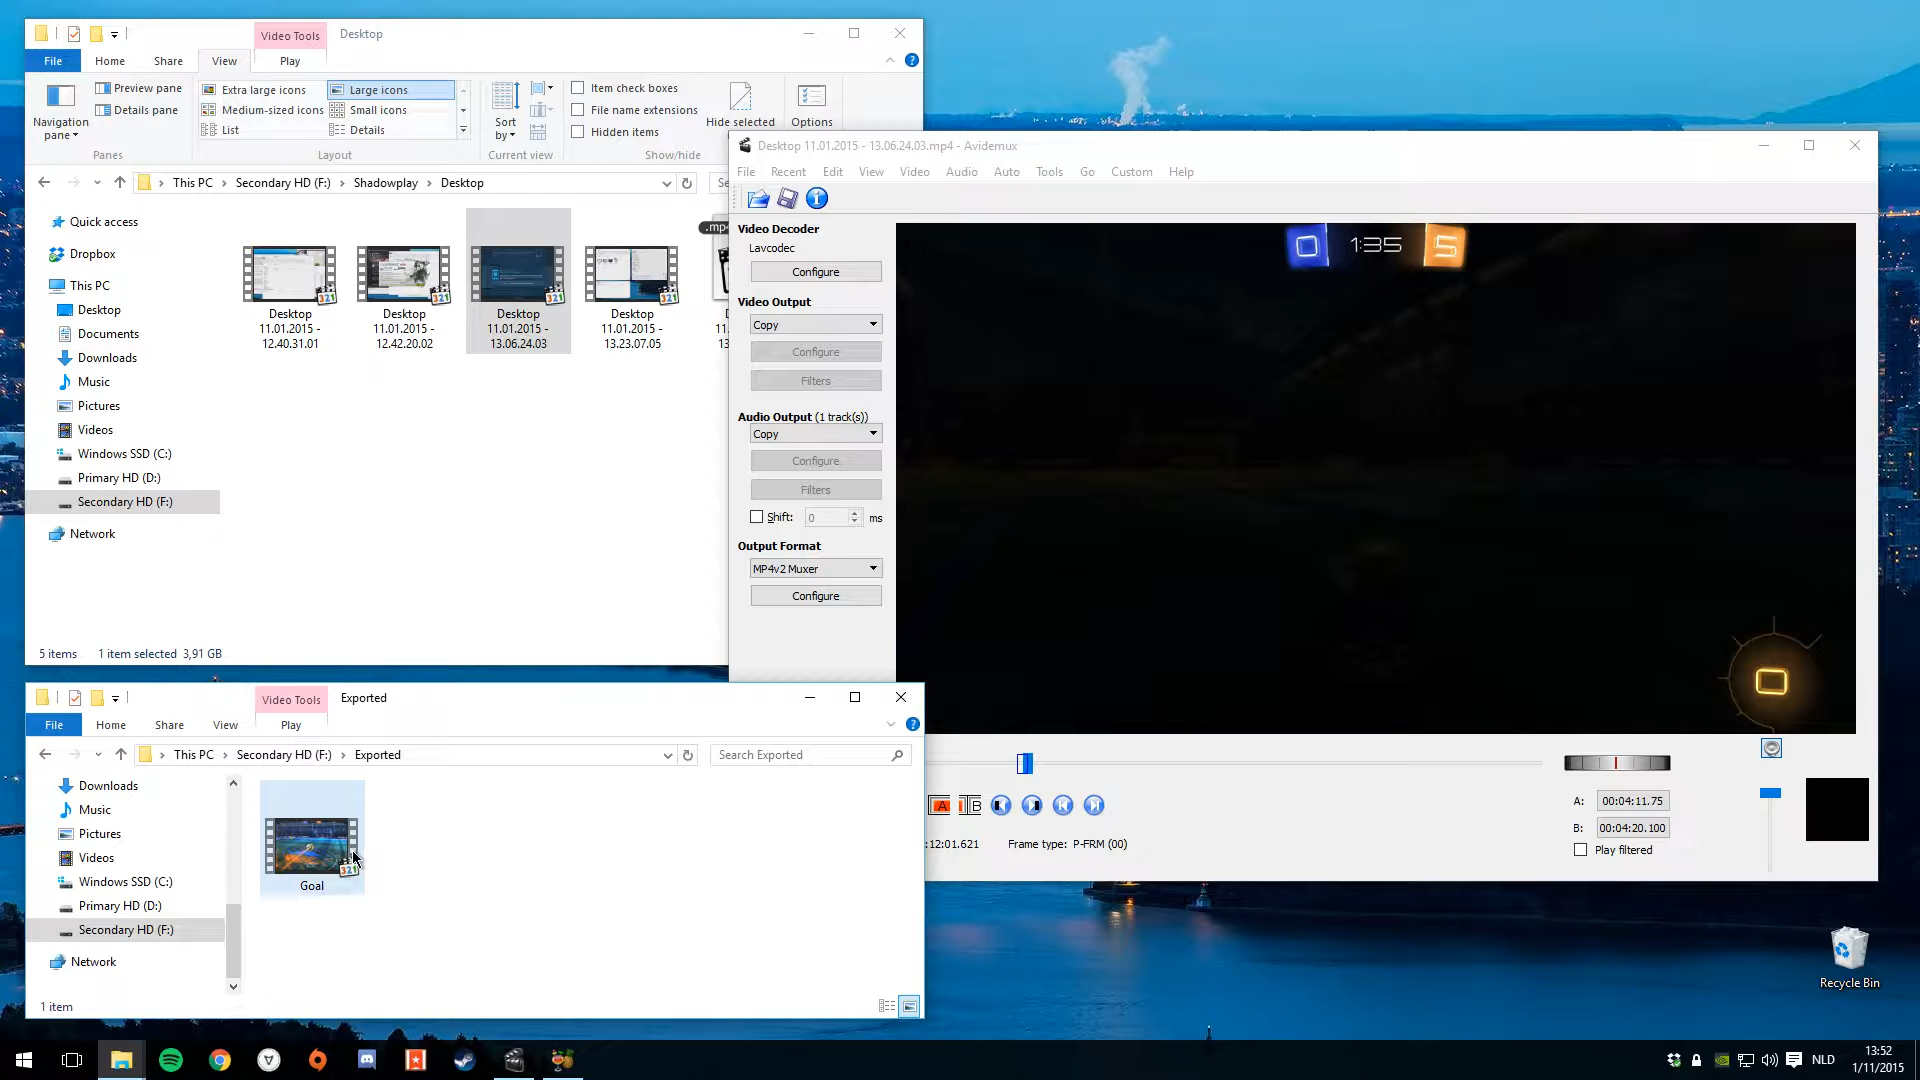 Video Tools
Desktop
File
Home
Share
View
Play
Navigation
pane
Preview pane
Details pane
Panes
Extra large icons
Large icons
Medium-sized icons
Small icons
List
Details
Layout
Sort
by
Current view
Item check boxes
File name extensions
Hidden items
Hide selected
Options
Show/hide
This PC
Secondary HD (F:)
Shadowplay
Desktop
Quick access
Dropbox
This PC
Desktop
Documents
Downloads
Music
Pictures
Videos
Windows SSD (C:)
Primary HD (D:)
Secondary HD (F:)
Network
321
Desktop
11.01.2015 -
12.40.31.01
321
Desktop
11.01.2015 -
12.42.20.02
321
Desktop
11.01.2015 -
13.06.24.03
321
Desktop
11.01.2015 -
13.23.07.05
5 items
1 item selected 3,91 GB
Desktop 11.01.2015 - 13.06.24.03.mp4 - Avidemux
File
Recent
Edit
View
Video
Audio
Auto
Tools
Go
Custom
Help
Video Decoder
Lavcodec
Configure
Video Output
Copy
Configure
Filters
Audio Output (1 track(s))
Copy
Configure
Filters
Shift:
0
ms
Output Format
MP4v2 Muxer
Configure
0
1:35
5
A
B
:12:01.621
Frame type: P-FRM (00)
A:
00:04:11.75
B:
00:04:20.100
Play filtered
Video Tools
Exported
File
Home
Share
View
Play
This PC
Secondary HD (F:)
Exported
Search Exported
Downloads
Music
Pictures
Videos
Windows SSD (C:)
Primary HD (D:)
Secondary HD (F:)
Network
321
Goal
1 item
Recycle Bin
NLD
13:52
1/11/2015